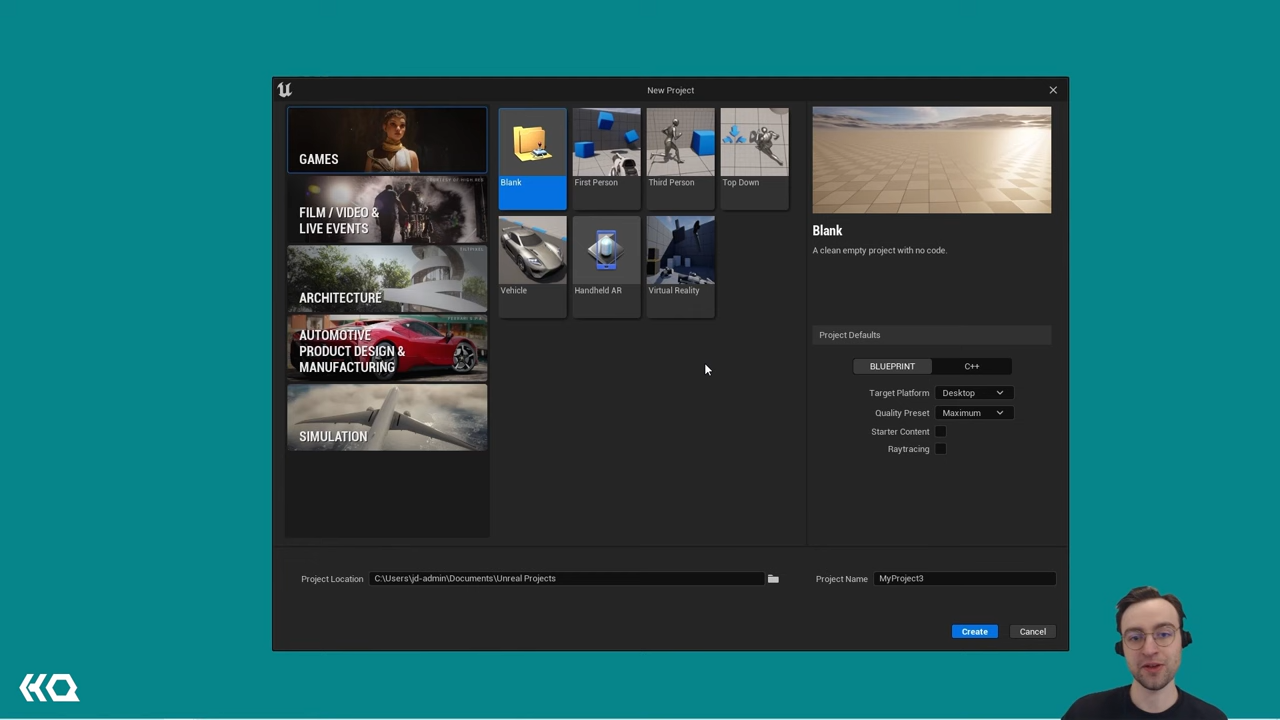 New Project
GAMES
FILM / VIDEO &
LIVE EVENTS
ARCHITECTURE
AUTOMOTIVE
PRODUCT DESIGN &
MANUFACTURING
SIMULATION
Blank
First Person
Third Person
Top Down
Vehicle
Handheld AR
Virtual Reality
Blank
A clean empty project with no code.
Project Defaults
BLUEPRINT
C++
Target Platform
Desktop
Quality Preset
Maximum
Starter Content
Raytracing
Project Location
C:\Users\jd-admin\Documents\Unreal Projects
Project Name
MyProject3
Create
Cancel